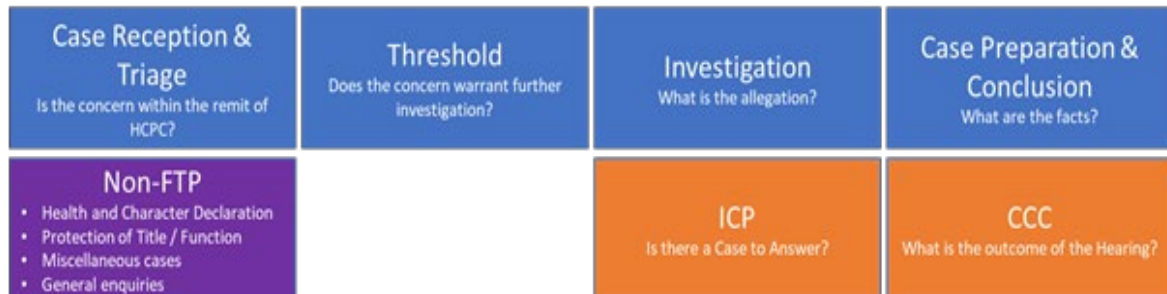 Case Reception &
Triage
Is the concern within the remit of
HCPC?
Threshold
Does the concern warrant further
investigation?
Investigation
What is the allegation?
Case Preparation &
Conclusion
What are the facts?
Non-FTP
• Health and Character Declaration
• Protection of Title / Function
• Miscellaneous cases
• General enquiries
ICP
Is there a Case to Answer?
CCC
What is the outcome of the Hearing?